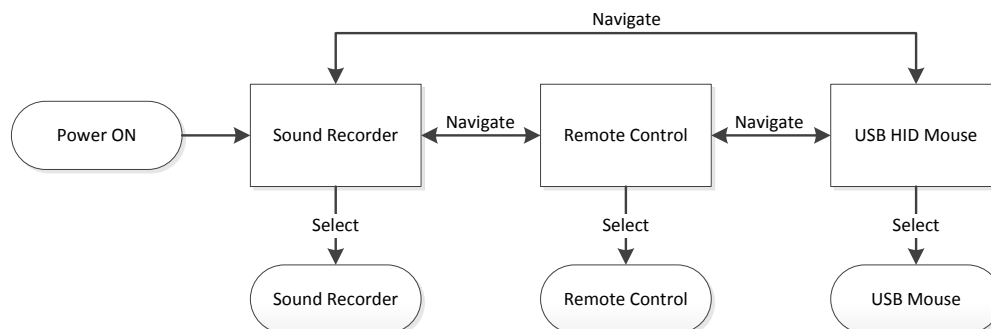 Navigate
Power ON
Sound Recorder
Navigate
Remote Control
Navigate
USB HID Mouse
Select
Select
Select
Sound Recorder
Remote Control
USB Mouse